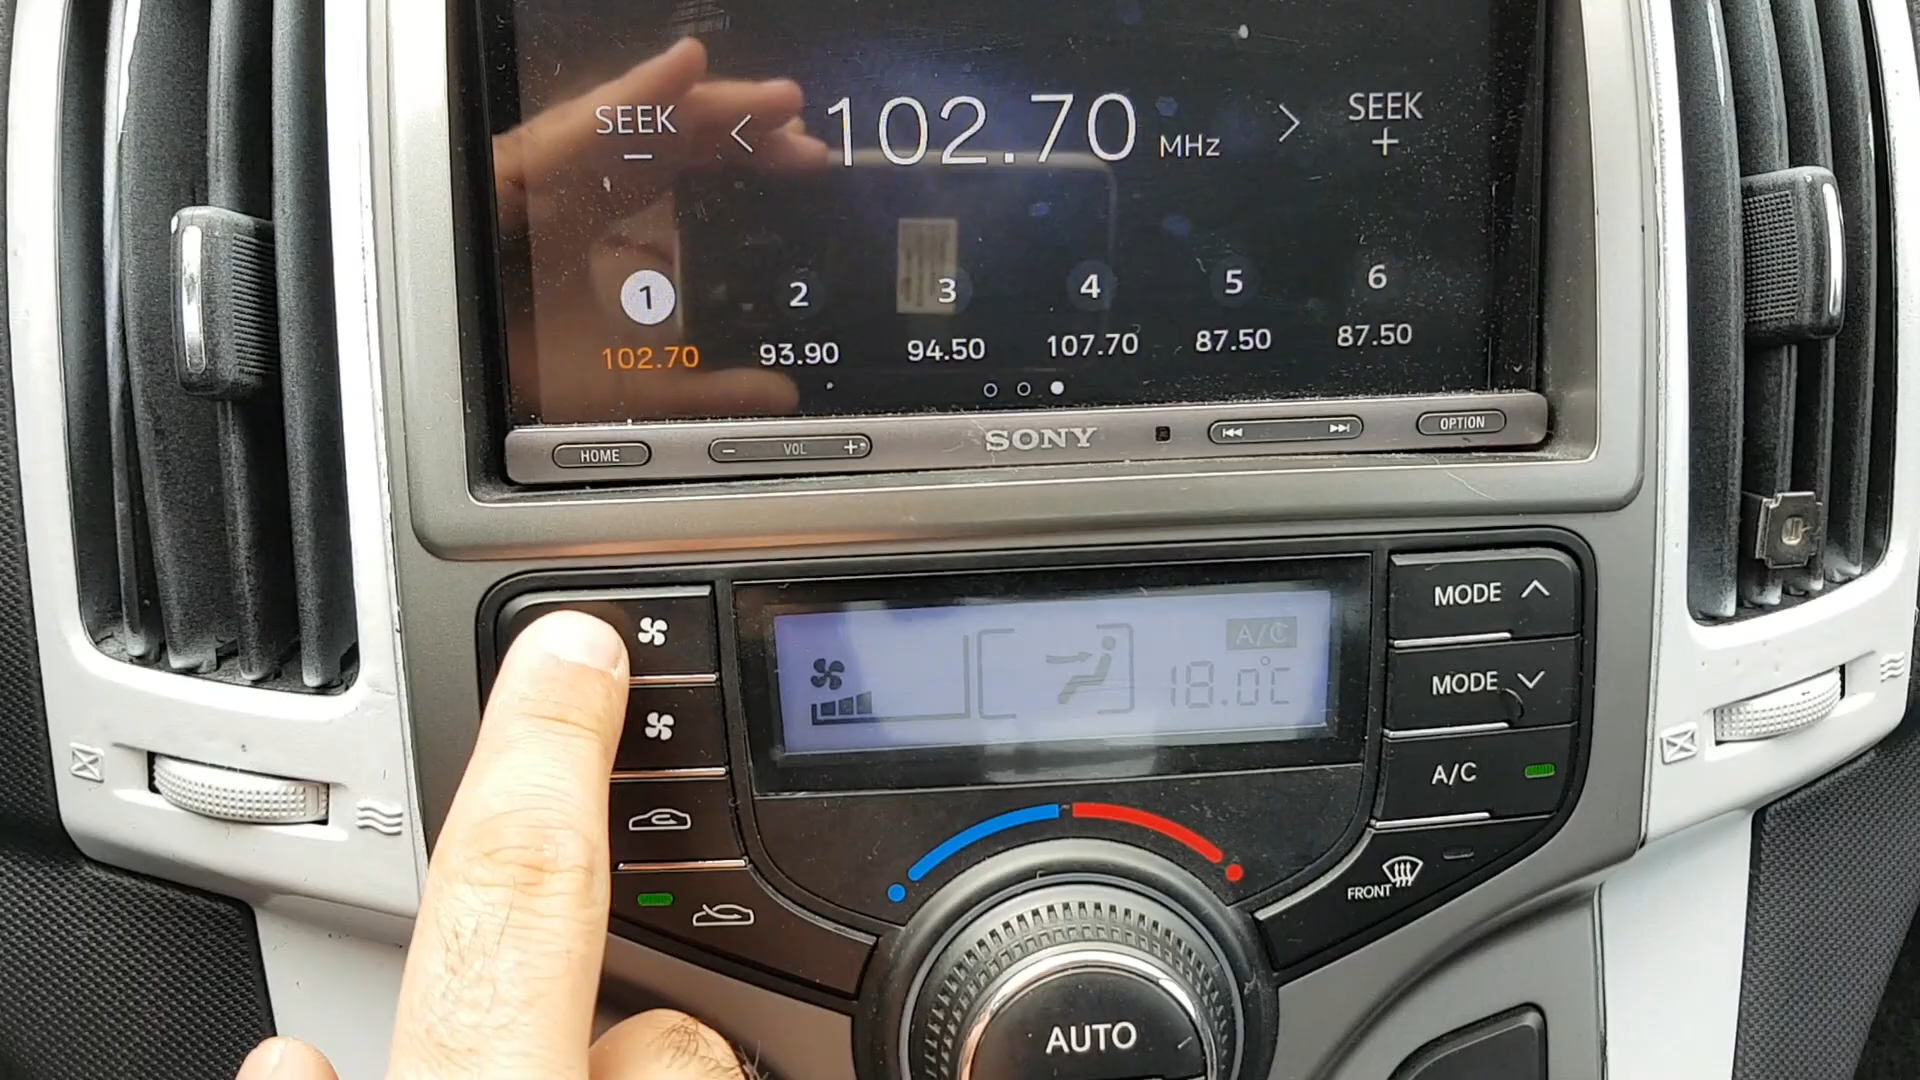 SEEK < 102.70 MHz > SEEK
− +
1 2 3 4 5 6
102.70 93.90 94.50 107.70 87.50 87.50
HOME − VOL + SONY OPTION
MODE
A/C
18.0°C
MODE
A/C
FRONT
AUTO